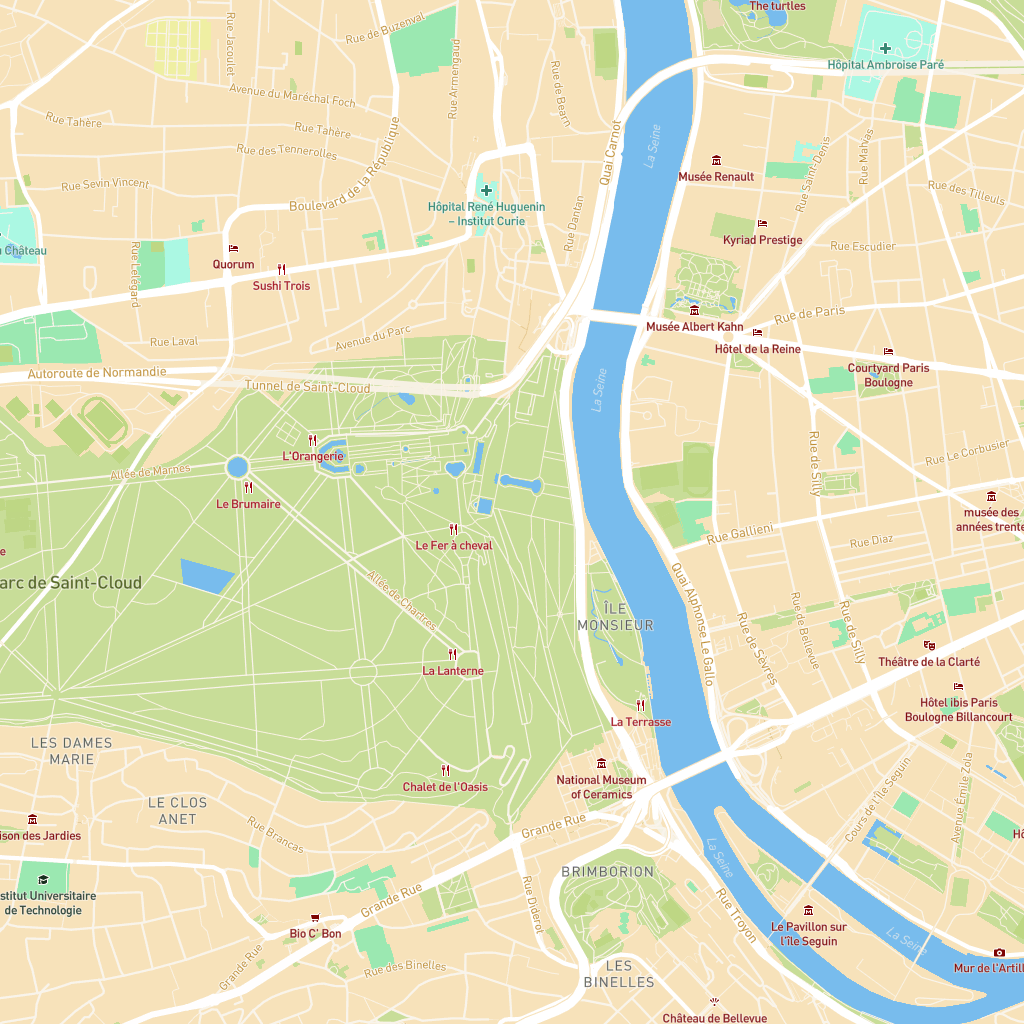 The turtles
Rue de Buzenval
Rue Jacoulet
Rue Armengaud
Hôpital Ambroise Paré
Rue de Bearn
Avenue du Maréchal Foch
Rue Tahère
Rue Tahère
Rue des Tennerolles
Boulevard de la République
Quai Carnot
La Seine
Rue Saint-Denis
Rue Mahias
Musée Renault
Rue Sevin Vincent
Rue des Tilleuls
Hôpital René Huguenin
– Institut Curie
Rue Dantan
Kyriad Prestige
Rue Escudier
Château
Rue Lelégard
Quorum
Sushi Trois
Rue de Paris
Musée Albert Kahn
Rue Laval
Avenue du Parc
Hôtel de la Reine
Courtyard Paris
Boulogne
Autoroute de Normandie
Tunnel de Saint-Cloud
La Seine
L'Orangerie
Rue de Silly
Rue Le Corbusier
Allée de Marnes
Le Brumaire
musée des
années trente
Le Fer à cheval
Rue Gallieni
Rue Diaz
arc de Saint-Cloud
Allée de Chartres
Quai Alphonse Le Gallo
ÎLE
MONSIEUR
Rue de Sèvres
Rue de Bellevue
Rue de Silly
Théâtre de la Clarté
La Lanterne
Hôtel ibis Paris
Boulogne Billancourt
La Terrasse
LES DAMES
MARIE
National Museum
of Ceramics
Chalet de l'Oasis
Cours de l'Île Seguin
Avenue Émile Zola
LE CLOS
ANET
Rue Brancas
Grande Rue
ison des Jardies
Hô
La Seine
BRIMBORION
stitut Universitaire
de Technologie
Grande Rue
Rue Diderot
Rue Troyon
Bio C' Bon
Le Pavillon sur
l'île Seguin
La Seine
Grande Rue
Rue des Binelles
LES
BINELLES
Mur de l'Artill
Château de Bellevue